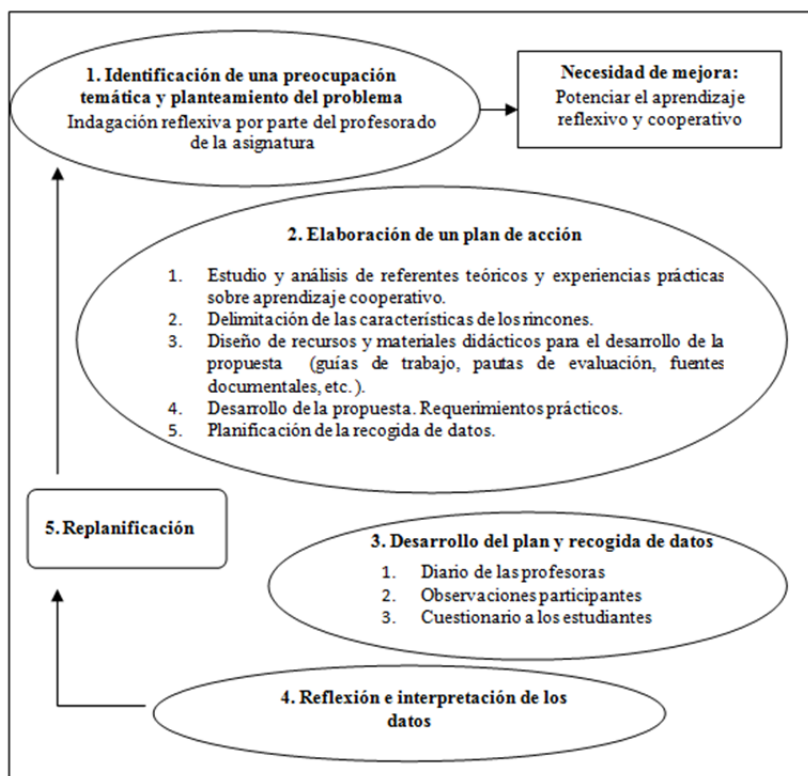 1. Identificación de una preocupación
temática y planteamiento del problema
Indagación reflexiva por parte del profesorado
de la asignatura
Necesidad de mejora:
Potenciar el aprendizaje
reflexivo y cooperativo
2. Elaboración de un plan de acción
1. Estudio y análisis de referentes teóricos y experiencias prácticas
sobre aprendizaje cooperativo.
2. Delimitación de las características de los rincones.
3. Diseño de recursos y materiales didácticos para el desarrollo de la
propuesta (guías de trabajo, pautas de evaluación, fuentes
documentales, etc. ).
4. Desarrollo de la propuesta. Requerimientos prácticos.
5. Planificación de la recogida de datos.
5. Replanificación
3. Desarrollo del plan y recogida de datos
1. Diario de las profesoras
2. Observaciones participantes
3. Cuestionario a los estudiantes
4. Reflexión e interpretación de los
datos